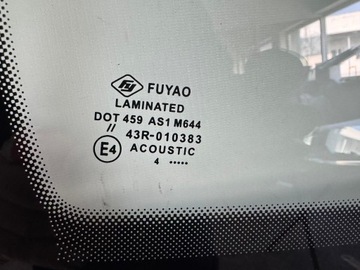 FUYAO
LAMINATED
DOT 459 AS1 M644
//
43R-010383
E4
ACOUSTIC
4 .....